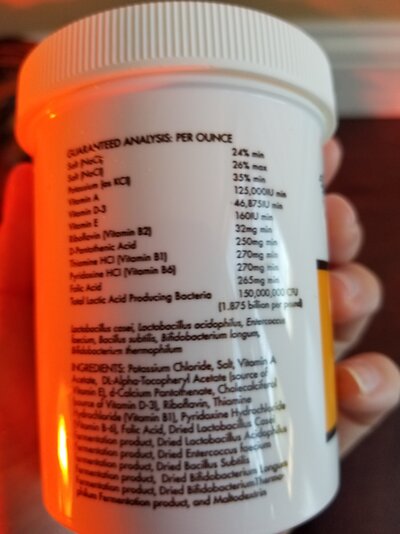 GUARANTEED ANALYSIS: PER OUNCE
Salt (NaCl) 24% min
Salt (NaCl) 26% max
Potassium (as KCl) 35% min
Vitamin A 125,000IU min
Vitamin D-3 46,875IU min
Vitamin E 160IU min
Riboflavin (Vitamin B2) 32mg min
D-Pantothenic Acid 250mg min
Thiamine HCl (Vitamin B1) 270mg min
Pyridoxine HCl (Vitamin B6) 270mg min
Folic Acid 265mg min
Total Lactic Acid Producing Bacteria 150,000,000 CFU
(1.875 billion per pound)
Lactobacillus casei, Lactobacillus acidophilus, Enterococcus
faecium, Bacillus subtilis, Bifidobacterium longum,
Bifidobacterium thermophilum
INGREDIENTS: Potassium Chloride, Salt, Vitamin A
Acetate, DL-Alpha-Tocopheryl Acetate (source of
Vitamin E), d-Calcium Pantothenate, Cholecalciferol
(source of Vitamin D-3), Riboflavin, Thiamine
Hydrochloride (Vitamin B1), Pyridoxine Hydrochloride
(Vitamin B-6), Folic Acid, Dried Lactobacillus Casei
Fermentation product, Dried Lactobacillus Acidophilus
Fermentation product, Dried Enterococcus faecium
Fermentation product, Dried Bacillus Subtilis
Fermentation product, Dried Bifidobacterium Longum
Fermentation product, Dried Bifidobacterium Thermo-
philum Fermentation product, and Maltodextrin